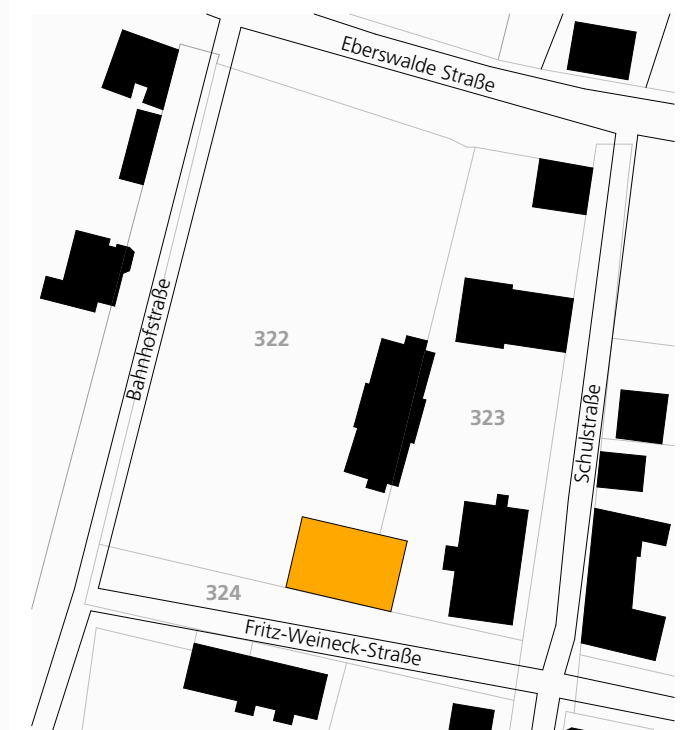 Eberswalde Straße
Bahnhofstraße
322
323
Schulstraße
324
Fritz-Weineck-Straße